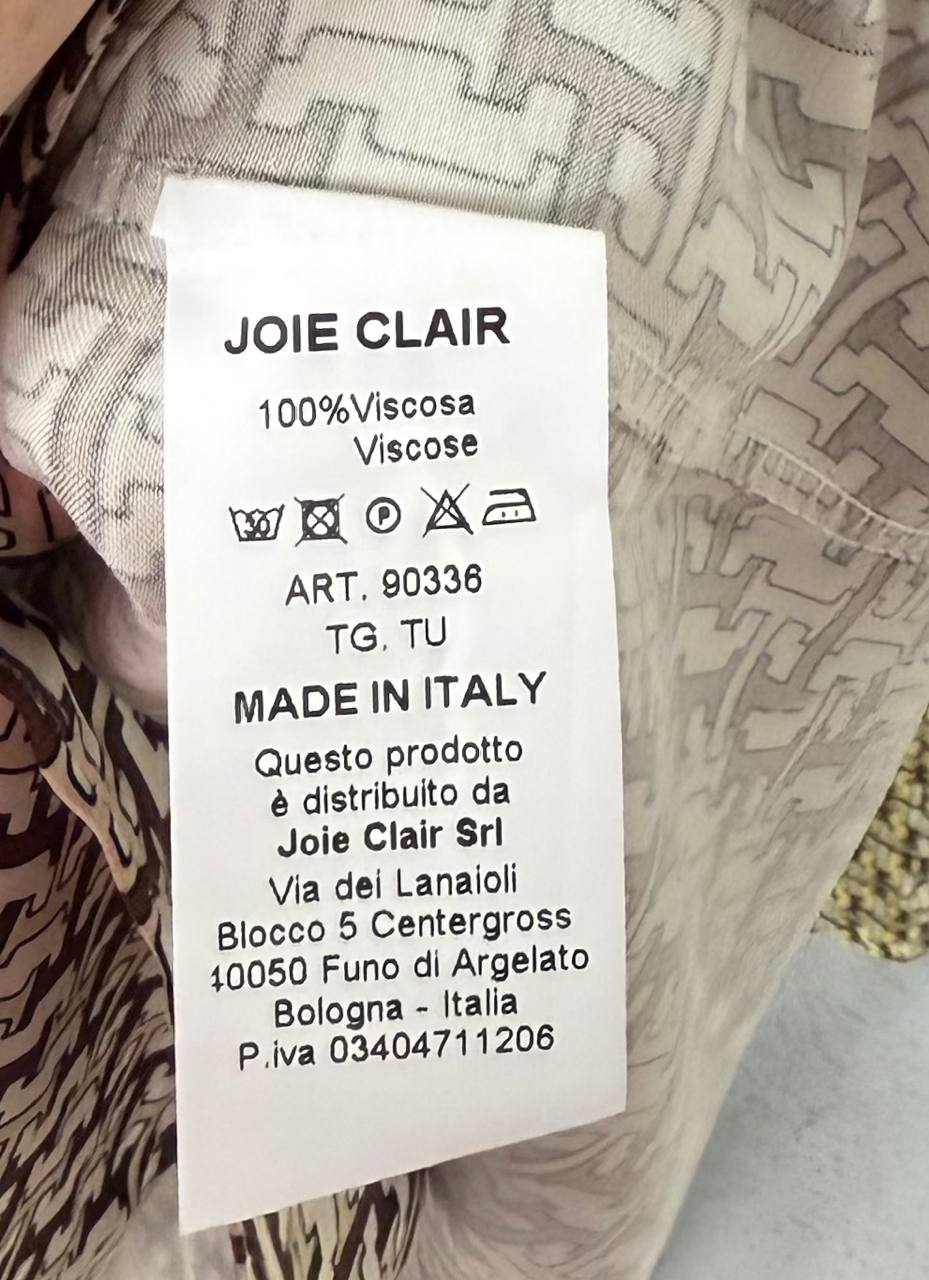 JOIE CLAIR
100%Viscosa
Viscose
30 P
ART. 90336
TG. TU
MADE IN ITALY
Questo prodotto
è distribuito da
Joie Clair Srl
Via dei Lanaioli
Blocco 5 Centergross
40050 Funo di Argelato
Bologna - Italia
P.iva 03404711206